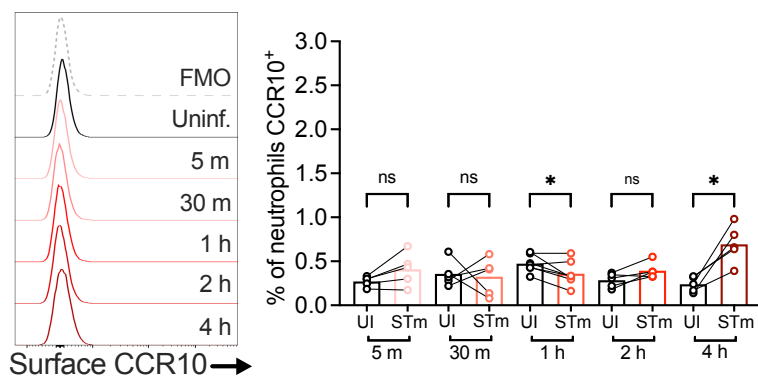 FMO
Uninf.
5 m
30 m
1 h
2 h
4 h
Surface CCR10
% of neutrophils CCR10+
3.0
2.5
2.0
1.5
1.0
0.5
0.0
ns ns * ns *
UI STm UI STm UI STm UI STm UI STm
5 m 30 m 1 h 2 h 4 h